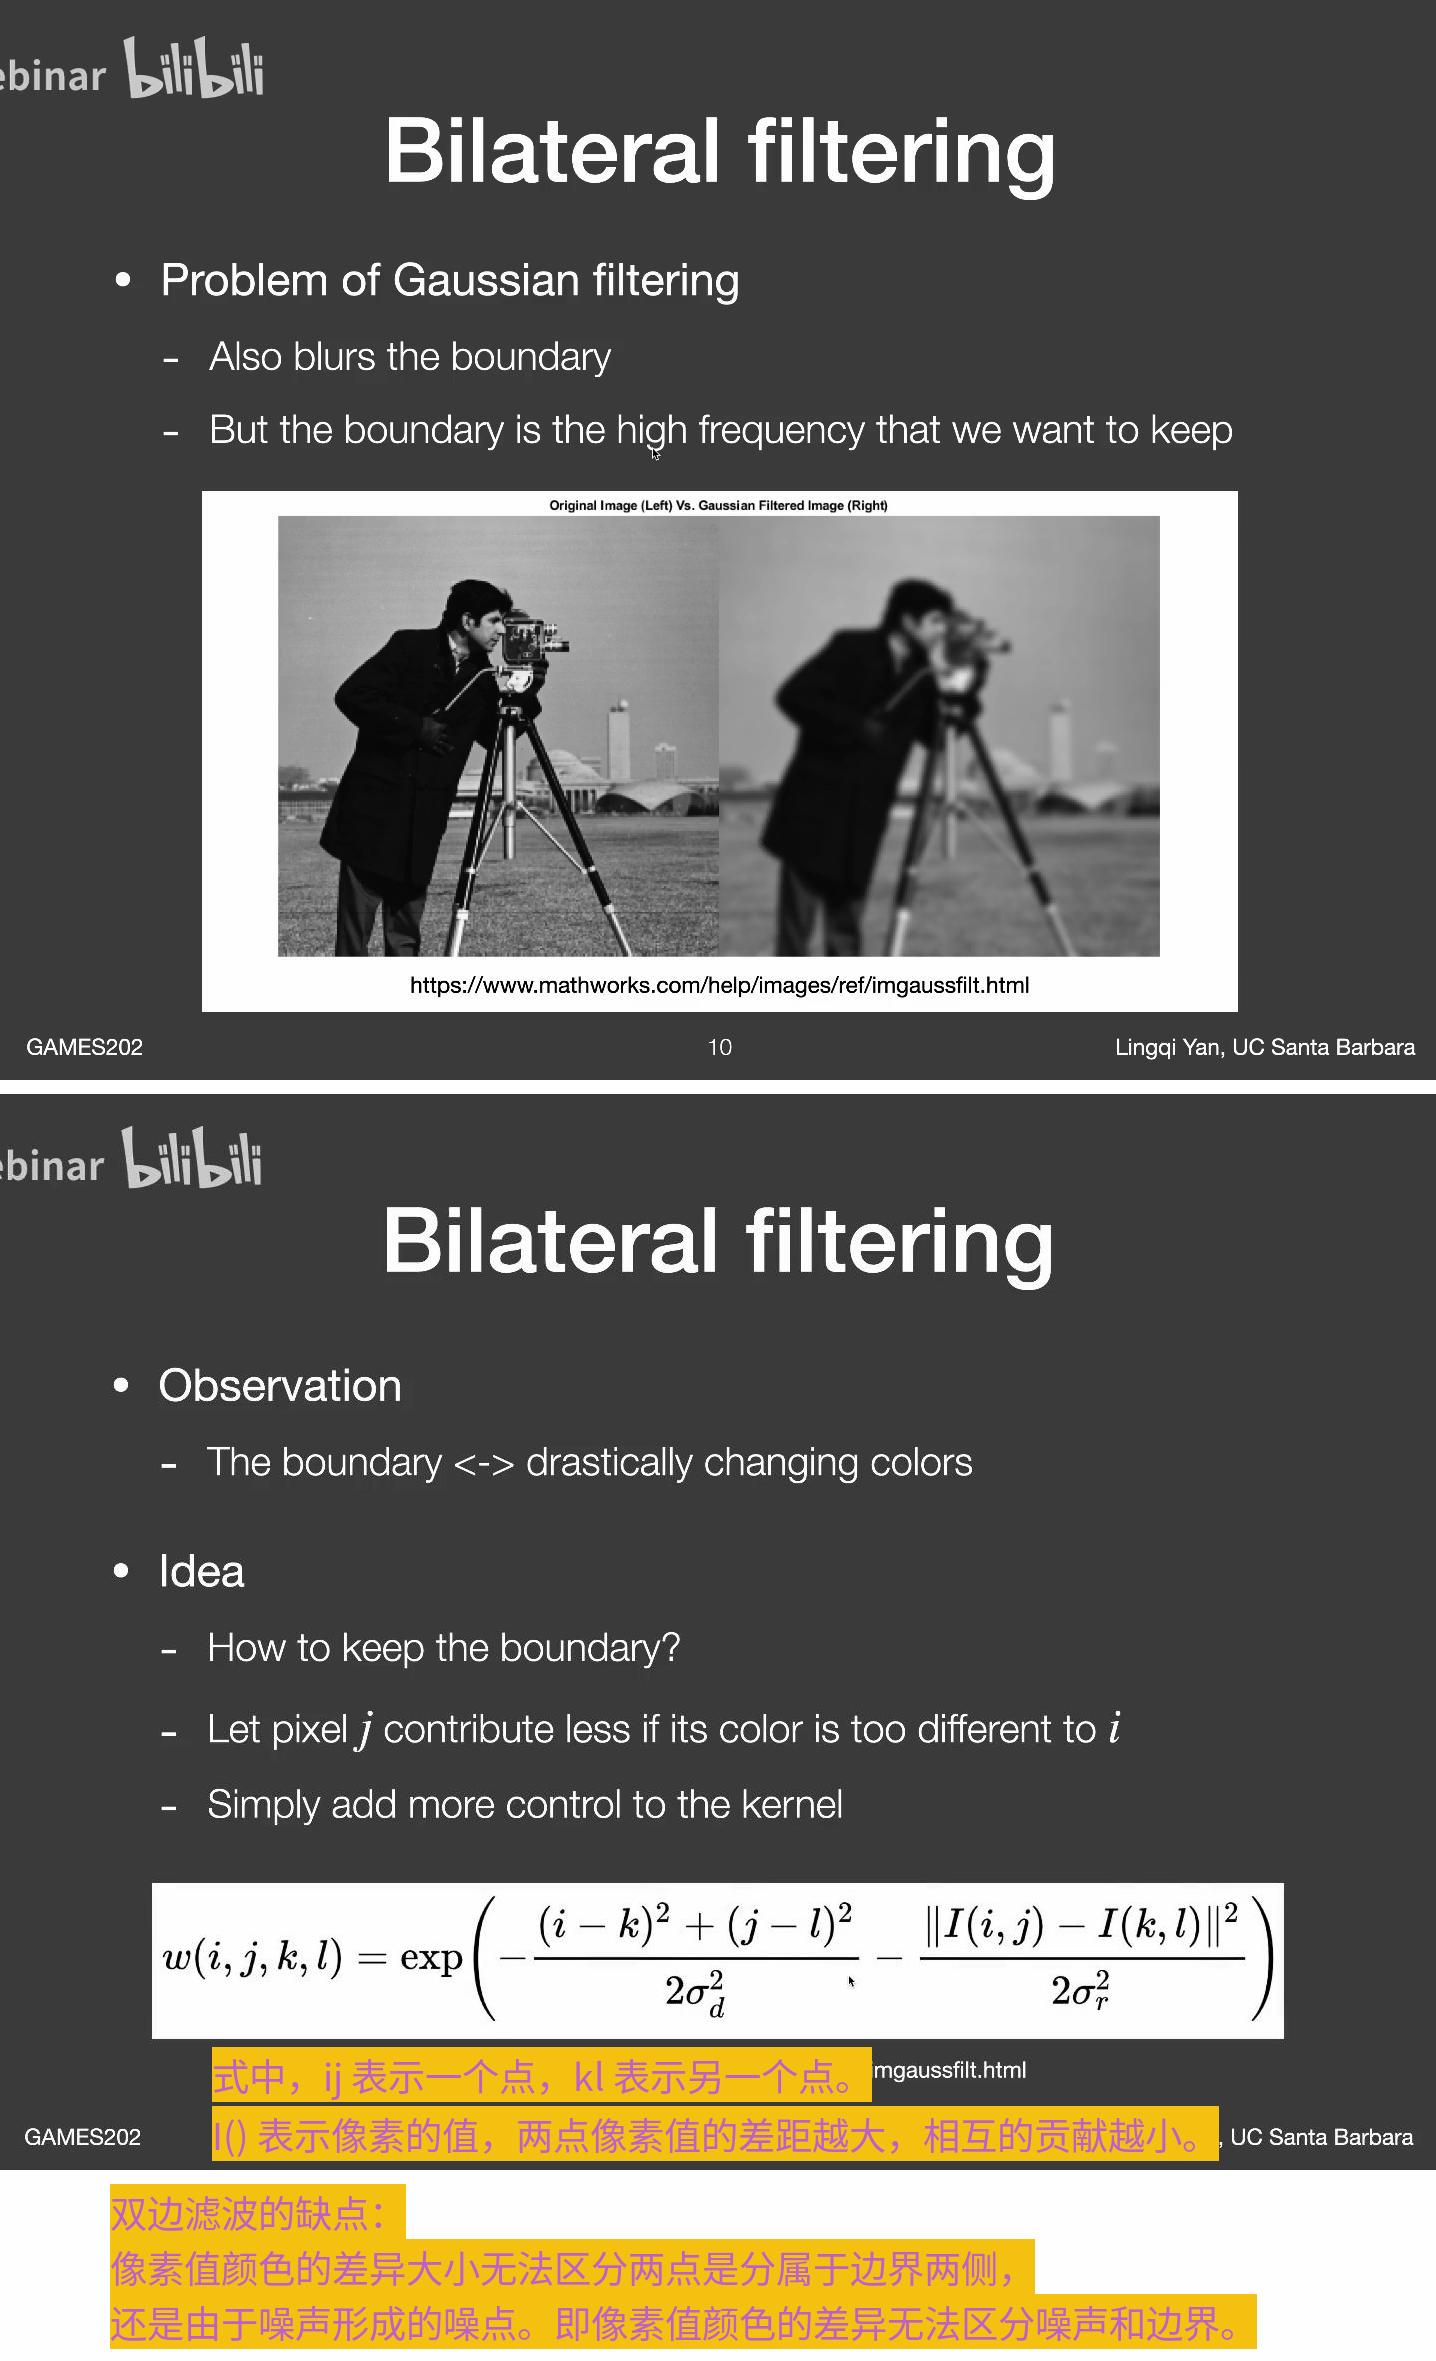 ebinar bilibili
Bilateral filtering
• Problem of Gaussian filtering
- Also blurs the boundary
- But the boundary is the high frequency that we want to keep
Original Image (Left) Vs. Gaussian Filtered Image (Right)
https://www.mathworks.com/help/images/ref/imgaussfilt.html
GAMES202 10 Lingqi Yan, UC Santa Barbara
ebinar bilibili
Bilateral filtering
• Observation
- The boundary <-> drastically changing colors
• Idea
- How to keep the boundary?
- Let pixel j contribute less if its color is too different to i
- Simply add more control to the kernel
w(i, j, k, l) = exp(-\frac{(i - k)^2 + (j - l)^2}{2σ_d^2} - \frac{‖I(i, j) - I(k, l)‖^2}{2σ_r^2})
式中，ij 表示一个点，kl 表示另一个点。 imgaussfilt.html
GAMES202 I() 表示像素的值，两点像素值的差距越大，相互的贡献越小。 , UC Santa Barbara
双边滤波的缺点：
像素值颜色的差异大小无法区分两点是分属于边界两侧，
还是由于噪声形成的噪点。即像素值颜色的差异无法区分噪声和边界。